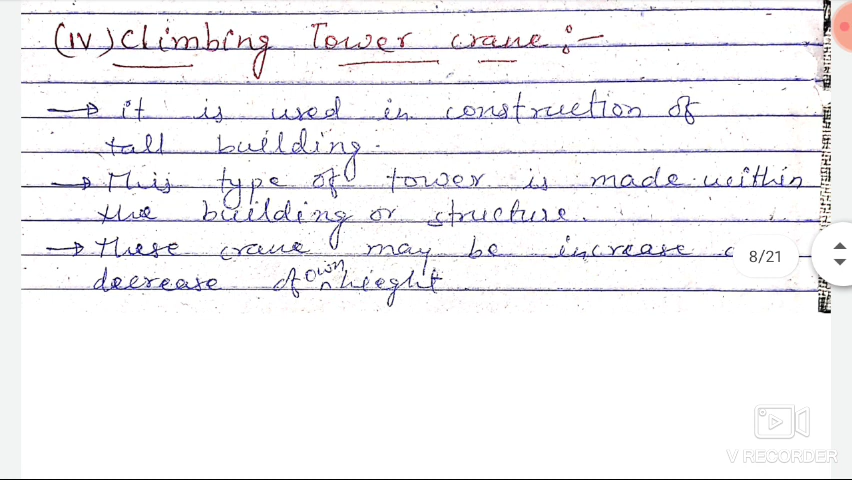 (IV) Climbing Tower crane :-
→ it is used in construction of
tall building.
→ This type of tower is made within
the building or structure.
→ These crane may be increase
8/21
decrease of own hieght
V RECORDER